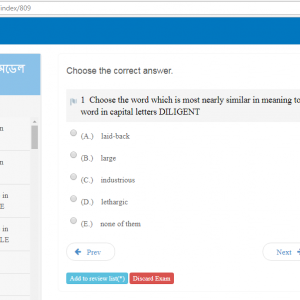 index/809
মডেল
Choose the correct answer.
1 Choose the word which is most nearly similar in meaning to
word in capital letters DILIGENT
(A.) laid-back
(B.) large
(C.) industrious
(D.) lethargic
(E.) none of them
in
E
in
LE
Prev
Next
Add to review list(*)
Discard Exam